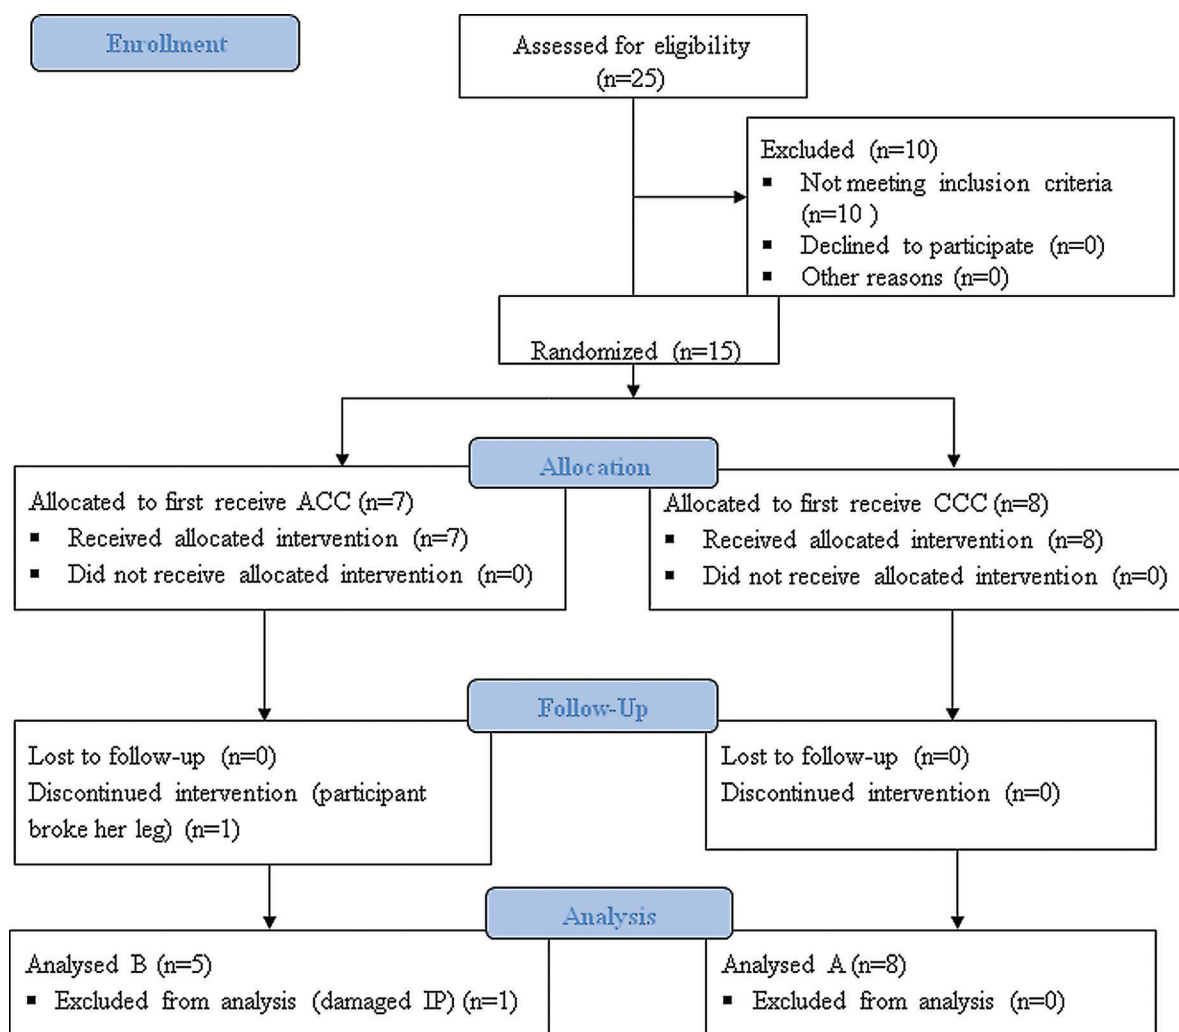 Enrollment
Assessed for eligibility
(n=25)
Excluded (n=10)
▪ Not meeting inclusion criteria
(n=10 )
▪ Declined to participate (n=0)
▪ Other reasons (n=0)
Randomized (n=15)
Allocation
Allocated to first receive ACC (n=7)
▪ Received allocated intervention (n=7)
▪ Did not receive allocated intervention (n=0)
Allocated to first receive CCC (n=8)
▪ Received allocated intervention (n=8)
▪ Did not receive allocated intervention (n=0)
Follow-Up
Lost to follow-up (n=0)
Discontinued intervention (participant
broke her leg) (n=1)
Lost to follow-up (n=0)
Discontinued intervention (n=0)
Analysis
Analysed B (n=5)
▪ Excluded from analysis (damaged IP) (n=1)
Analysed A (n=8)
▪ Excluded from analysis (n=0)